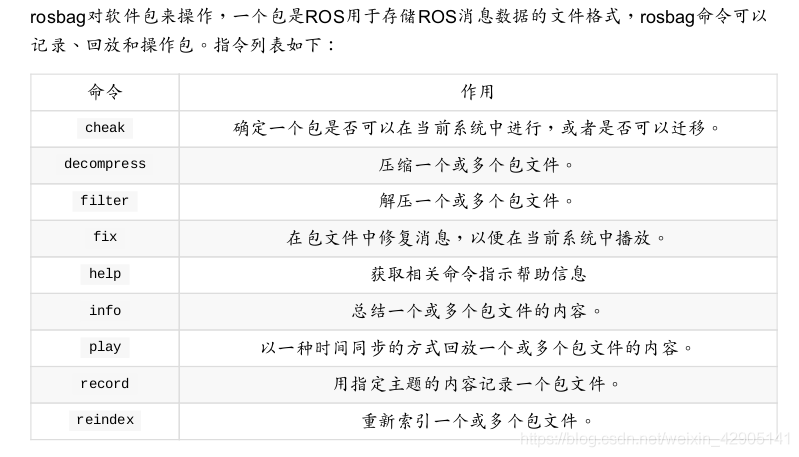 rosbag对软件包来操作，一个包是ROS用于存储ROS消息数据的文件格式，rosbag命令可以
记录、回放和操作包。指令列表如下：
命令 作用
cheak 确定一个包是否可以在当前系统中进行，或者是否可以迁移。
decompress 压缩一个或多个包文件。
filter 解压一个或多个包文件。
fix 在包文件中修复消息，以便在当前系统中播放。
help 获取相关命令指示帮助信息
info 总结一个或多个包文件的内容。
play 以一种时间同步的方式回放一个或多个包文件的内容。
record 用指定主题的内容记录一个包文件。
reindex 重新索引一个或多个包文件。
https://blog.csdn.net/weixin_42905141